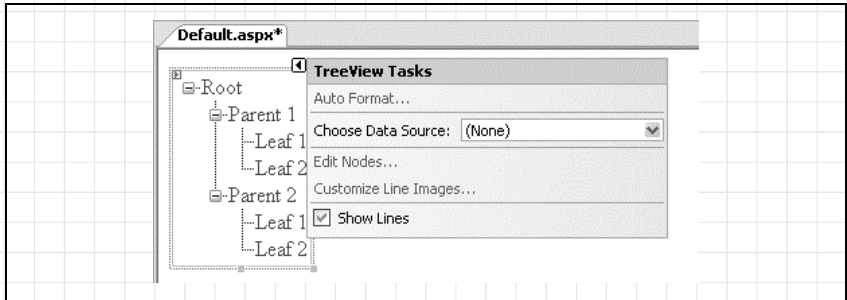 Default.aspx*
Root
Parent 1
Leaf 1
Leaf 2
Parent 2
Leaf 1
Leaf 2
TreeView Tasks
Auto Format...
Choose Data Source: (None)
Edit Nodes...
Customize Line Images...
Show Lines